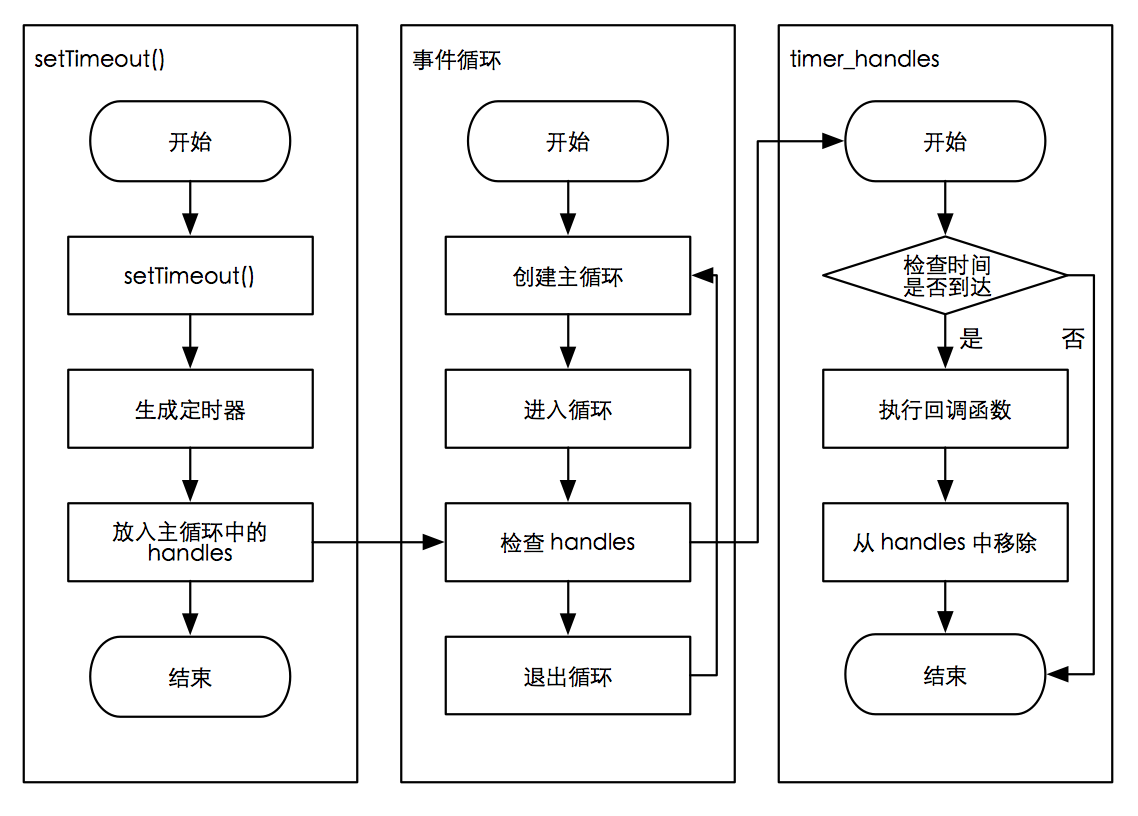 setTimeout()
开始
setTimeout()
生成定时器
放入主循环中的
handles
结束
事件循环
开始
创建主循环
进入循环
检查 handles
退出循环
timer_handles
开始
检查时间
是否到达
是
否
执行回调函数
从 handles 中移除
结束